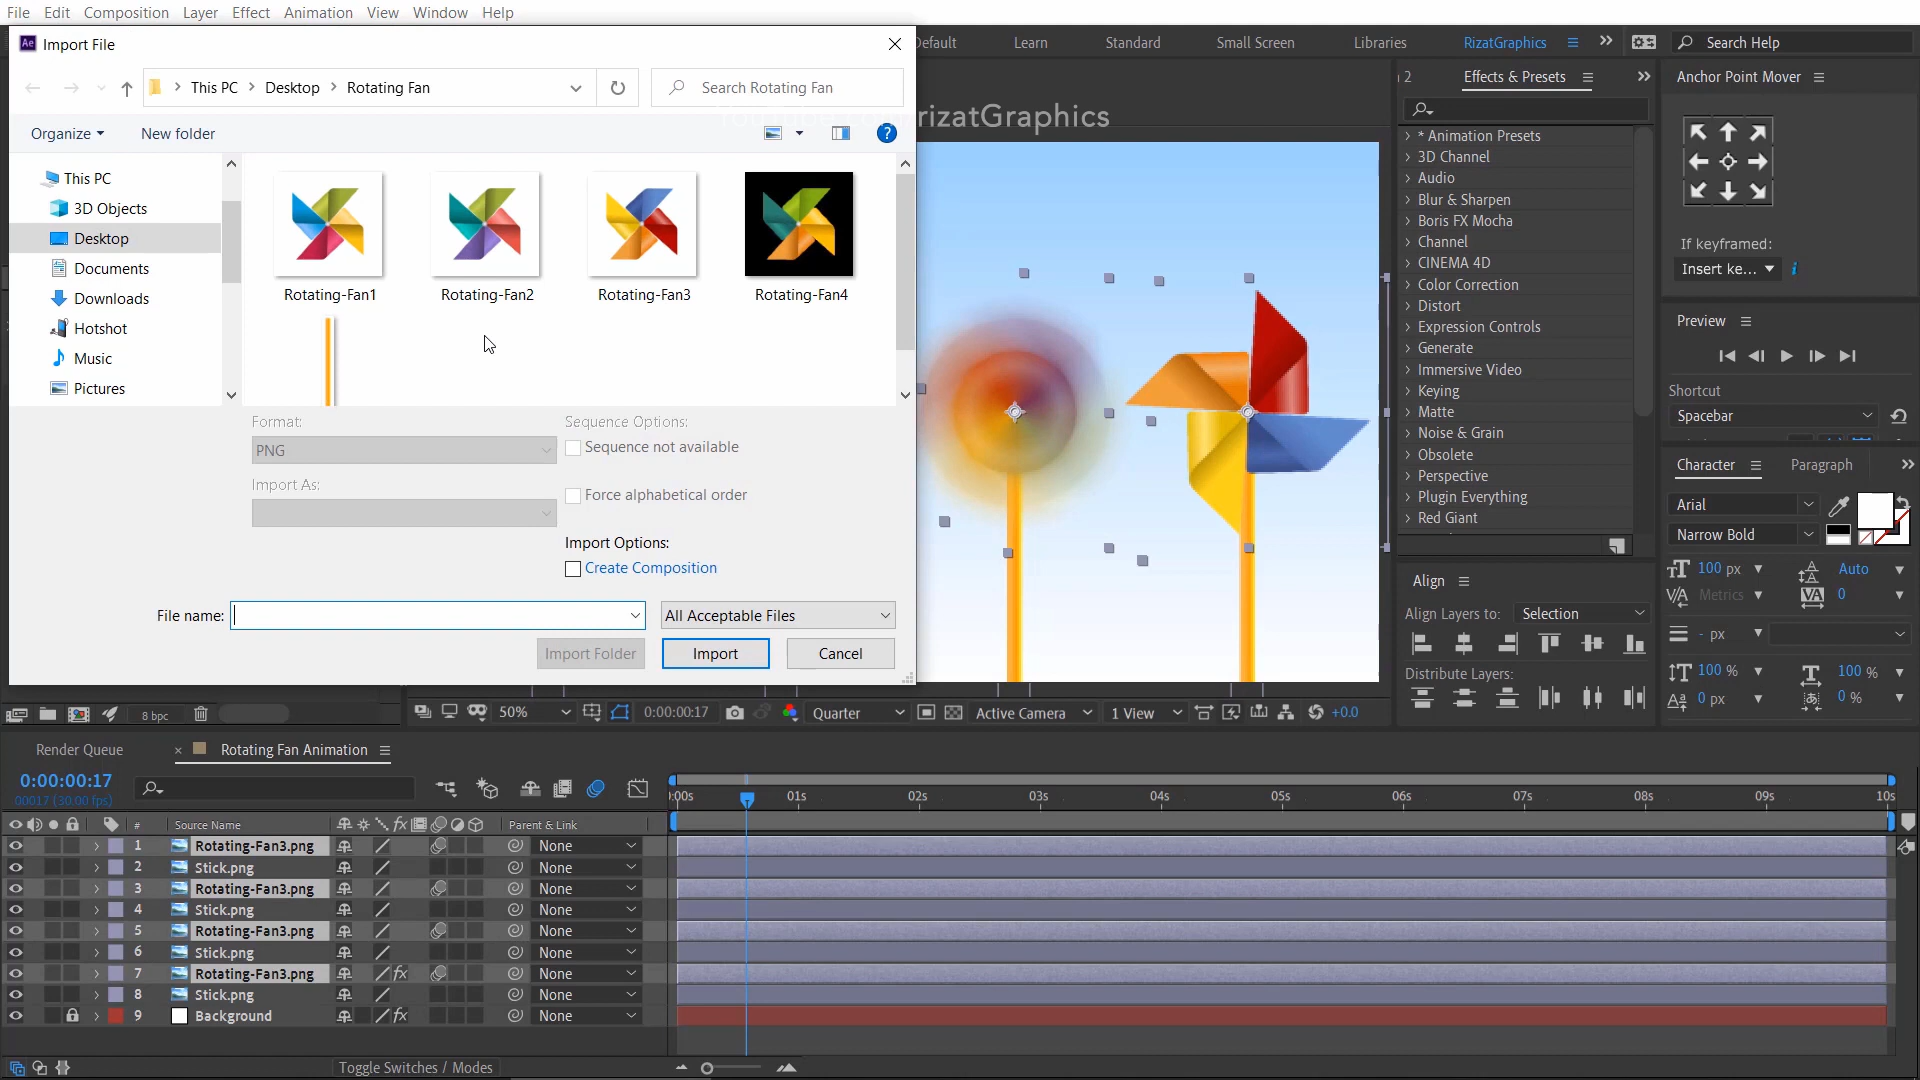 File Edit Composition Layer Effect Animation View Window Help
Ae Import File
This PC Desktop Rotating Fan
Search Rotating Fan
Organize New folder
This PC
3D Objects
Desktop
Documents
Downloads
Hotshot
Music
Pictures
Rotating-Fan1 Rotating-Fan2 Rotating-Fan3 Rotating-Fan4
Format:
PNG
Import As:
Sequence Options:
Sequence not available
Force alphabetical order
Import Options:
Create Composition
File name:
All Acceptable Files
Import Folder Import Cancel
Default Learn Standard Small Screen Libraries RizatGraphics
Search Help
rizatGraphics
2 Effects & Presets
* Animation Presets
3D Channel
Audio
Blur & Sharpen
Boris FX Mocha
Channel
CINEMA 4D
Color Correction
Distort
Expression Controls
Generate
Immersive Video
Keying
Matte
Noise & Grain
Obsolete
Perspective
Plugin Everything
Red Giant
Align
Align Layers to: Selection
Distribute Layers:
Anchor Point Mover
If keyframed:
Insert ke...
Preview
Shortcut
Spacebar
Character Paragraph
Arial
Narrow Bold
100 px Auto
Metrics 0
- px
100 % 100 %
0 px 0 %
8 bpc
50% 0:00:00:17 Quarter Active Camera 1 View +0.0
Render Queue Rotating Fan Animation
0:00:00:17
00017 (30.00 fps)
:00s 01s 02s 03s 04s 05s 06s 07s 08s 09s 10s
# Source Name fx Parent & Link
1 Rotating-Fan3.png None
2 Stick.png None
3 Rotating-Fan3.png None
4 Stick.png None
5 Rotating-Fan3.png None
6 Stick.png None
7 Rotating-Fan3.png fx None
8 Stick.png None
9 Background fx None
Toggle Switches / Modes